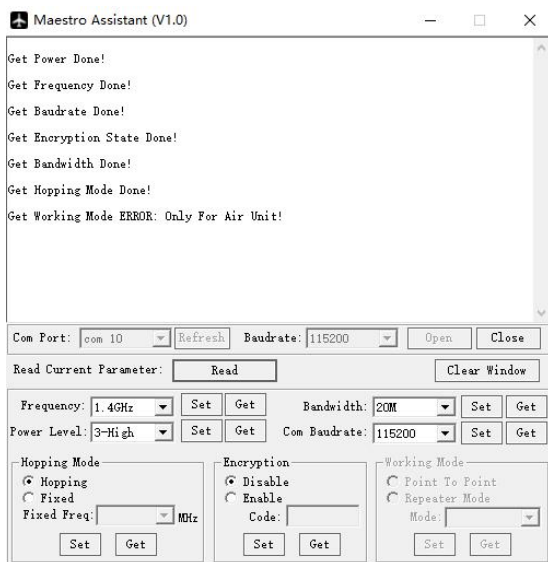 Maestro Assistant (V1.0)
Get Power Done!
Get Frequency Done!
Get Baudrate Done!
Get Encryption State Done!
Get Bandwidth Done!
Get Hopping Mode Done!
Get Working Mode ERROR: Only For Air Unit!
Com Port: com 10 Refresh Baudrate: 115200 Open Close
Read Current Parameter: Read Clear Window
Frequency: 1.4GHz Set Get Bandwidth: 20M Set Get
Power Level: 3-High Set Get Com Baudrate: 115200 Set Get
Hopping Mode Encryption Working Mode
Hopping Disable Point To Point
Fixed Enable Repeater Mode
Fixed Freq: MHz Code: Mode:
Set Get Set Get Set Get